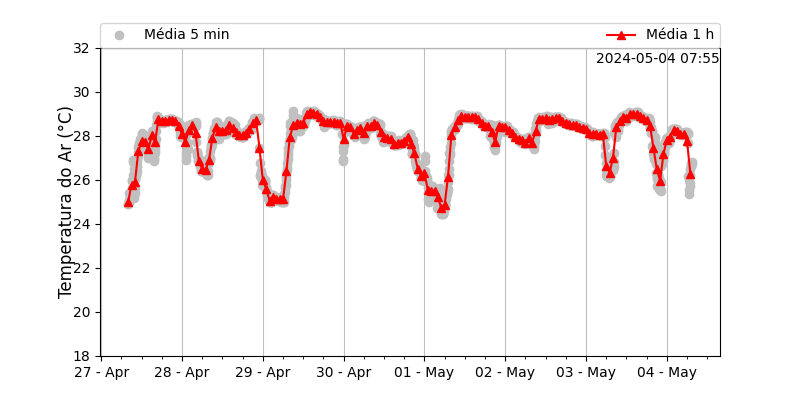 Média 5 min
Média 1 h
2024-05-04 07:55
Temperatura do Ar (°C)
32
30
28
26
24
22
20
18
27 - Apr
28 - Apr
29 - Apr
30 - Apr
01 - May
02 - May
03 - May
04 - May